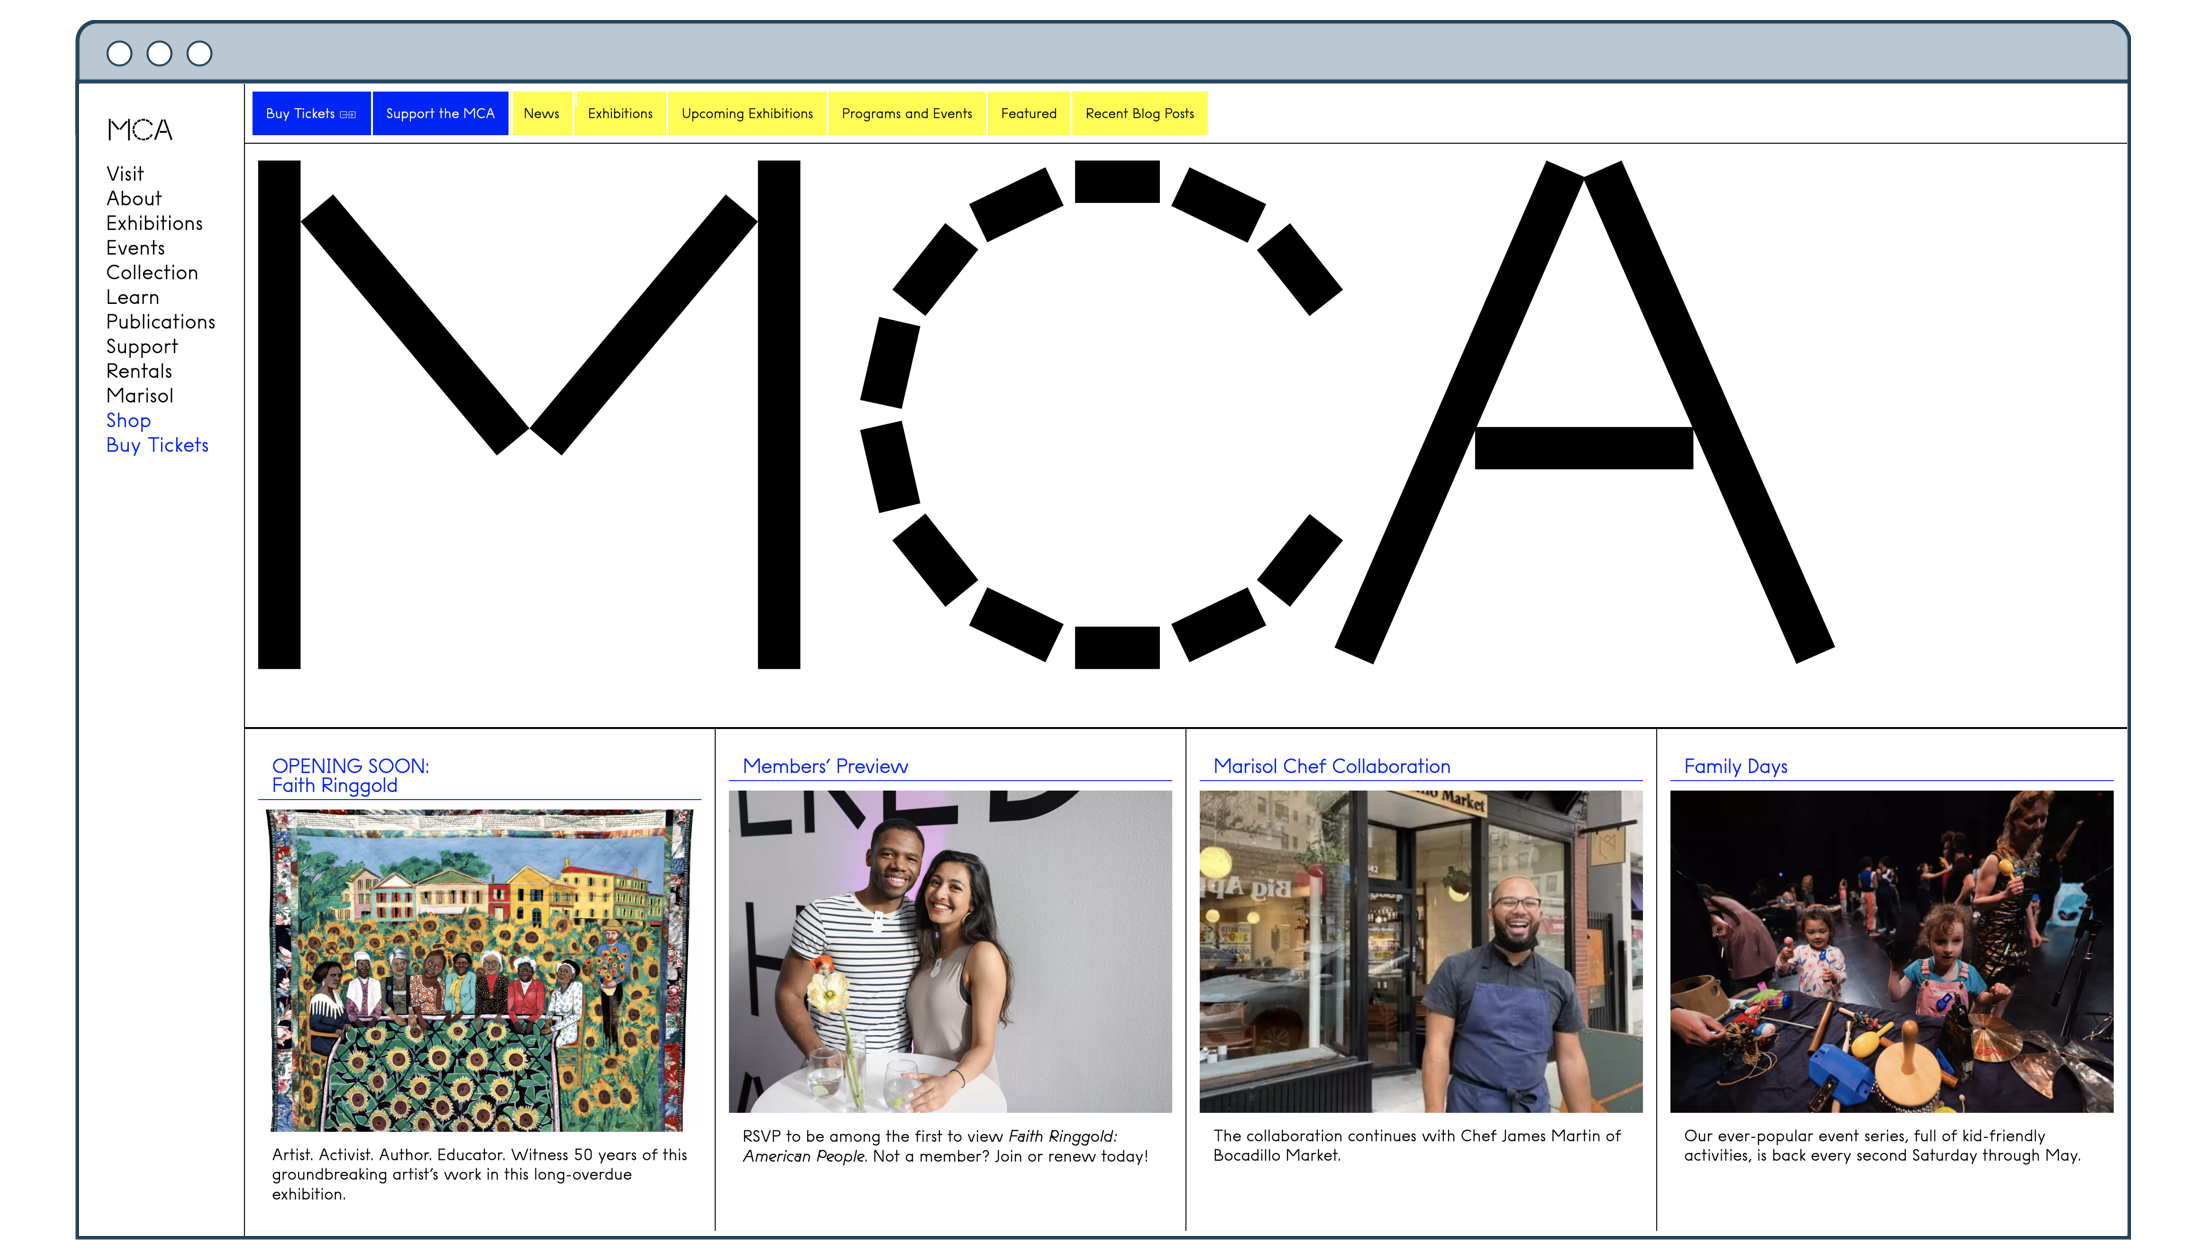 MCA
Visit
About
Exhibitions
Events
Collection
Learn
Publications
Support
Rentals
Marisol
Shop
Buy Tickets
Buy Tickets
Support the MCA
News
Exhibitions
Upcoming Exhibitions
Programs and Events
Featured
Recent Blog Posts
MCA
OPENING SOON:
Faith Ringgold
Artist. Activist. Author. Educator. Witness 50 years of this
groundbreaking artist's work in this long-overdue
exhibition.
Members' Preview
RSVP to be among the first to view Faith Ringgold:
American People. Not a member? Join or renew today!
Marisol Chef Collaboration
Market
Big
The collaboration continues with Chef James Martin of
Bocadillo Market.
Family Days
Our ever-popular event series, full of kid-friendly
activities, is back every second Saturday through May.